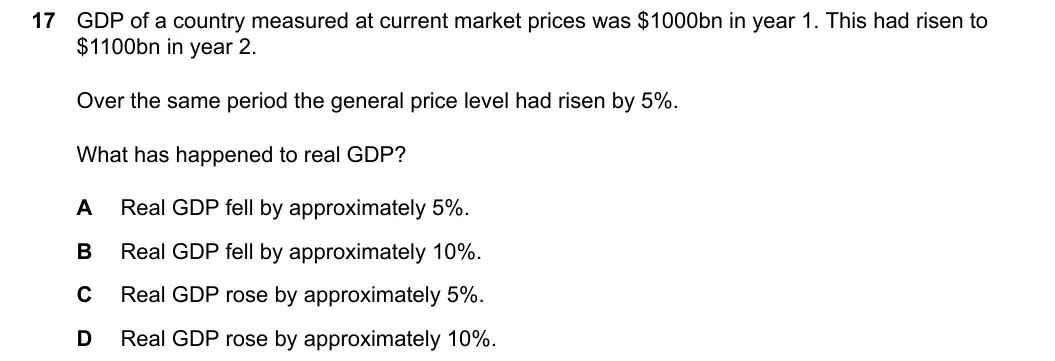 17 GDP of a country measured at current market prices was $1000bn in year 1. This had risen to
$1100bn in year 2.
Over the same period the general price level had risen by 5%.
What has happened to real GDP?
A Real GDP fell by approximately 5%.
B Real GDP fell by approximately 10%.
C Real GDP rose by approximately 5%.
D Real GDP rose by approximately 10%.